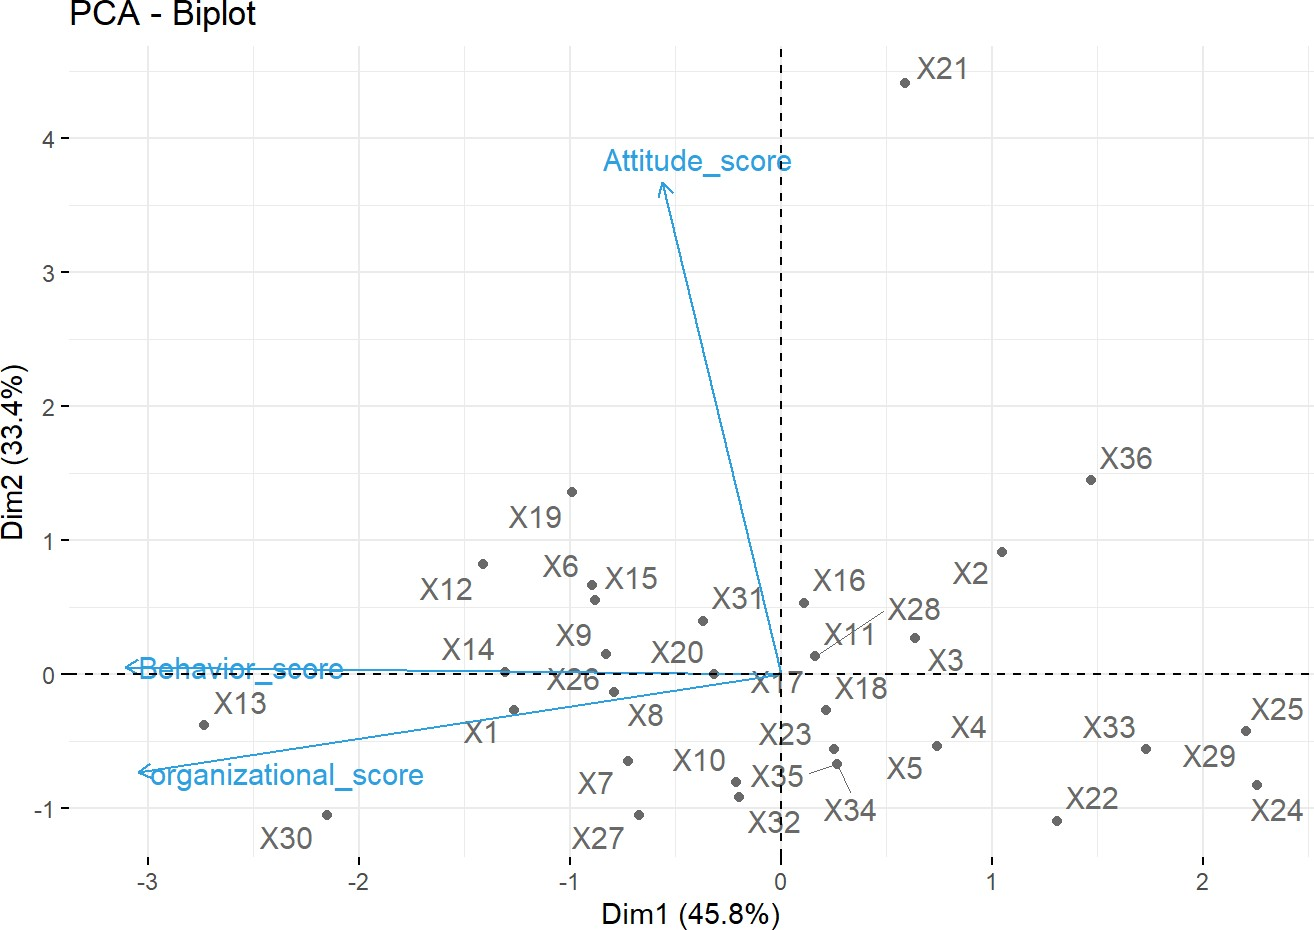 PCA - Biplot
X21
4
Attitude_score
3
Dim2 (33.4%)
2
X36
X19
1
X6
X15
X2
X12
X16
X31
X28
X9
X11
X14
X20
X3
0
Behavior_score
X26
X17
X13
X18
X8
X25
X1
X23
X4
X33
X10
X29
organizational_score
X7
X35
X5
-1
X22
X34
X24
X32
X30
X27
-3
-2
-1
0
1
2
Dim1 (45.8%)